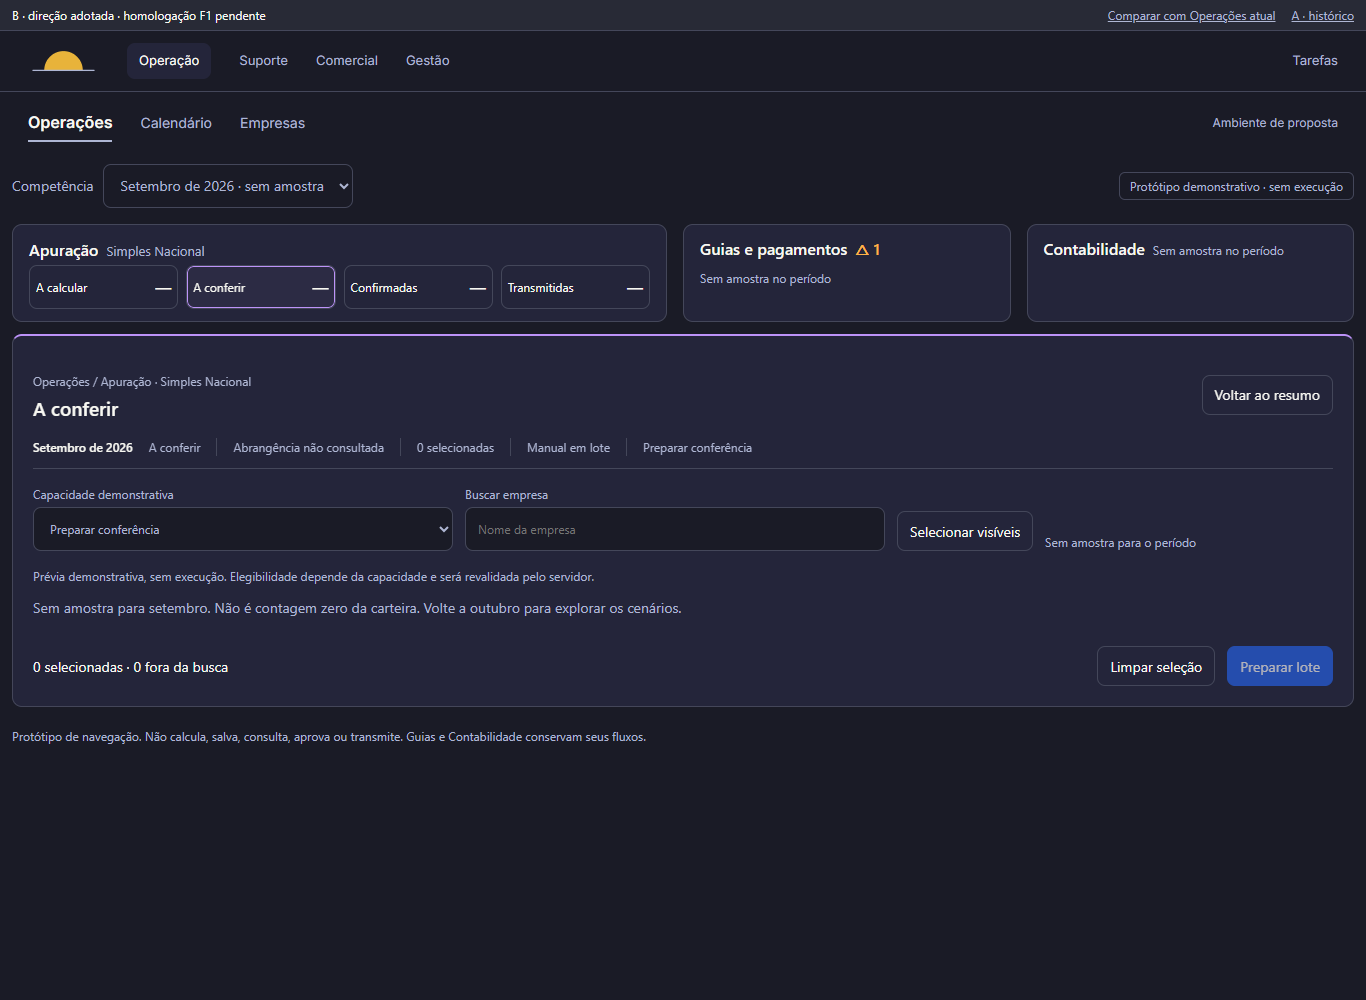 B · direção adotada · homologação F1 pendente
Comparar com Operações atual
A · histórico
Operação
Suporte
Comercial
Gestão
Tarefas
Operações
Calendário
Empresas
Ambiente de proposta
Competência
Setembro de 2026 · sem amostra
Protótipo demonstrativo · sem execução
Apuração Simples Nacional
A calcular —
A conferir —
Confirmadas —
Transmitidas —
Guias e pagamentos △ 1
Sem amostra no período
Contabilidade Sem amostra no período
Operações / Apuração · Simples Nacional
A conferir
Voltar ao resumo
Setembro de 2026
A conferir
Abrangência não consultada
0 selecionadas
Manual em lote
Preparar conferência
Capacidade demonstrativa
Preparar conferência
Buscar empresa
Nome da empresa
Selecionar visíveis
Sem amostra para o período
Prévia demonstrativa, sem execução. Elegibilidade depende da capacidade e será revalidada pelo servidor.
Sem amostra para setembro. Não é contagem zero da carteira. Volte a outubro para explorar os cenários.
0 selecionadas · 0 fora da busca
Limpar seleção
Preparar lote
Protótipo de navegação. Não calcula, salva, consulta, aprova ou transmite. Guias e Contabilidade conservam seus fluxos.